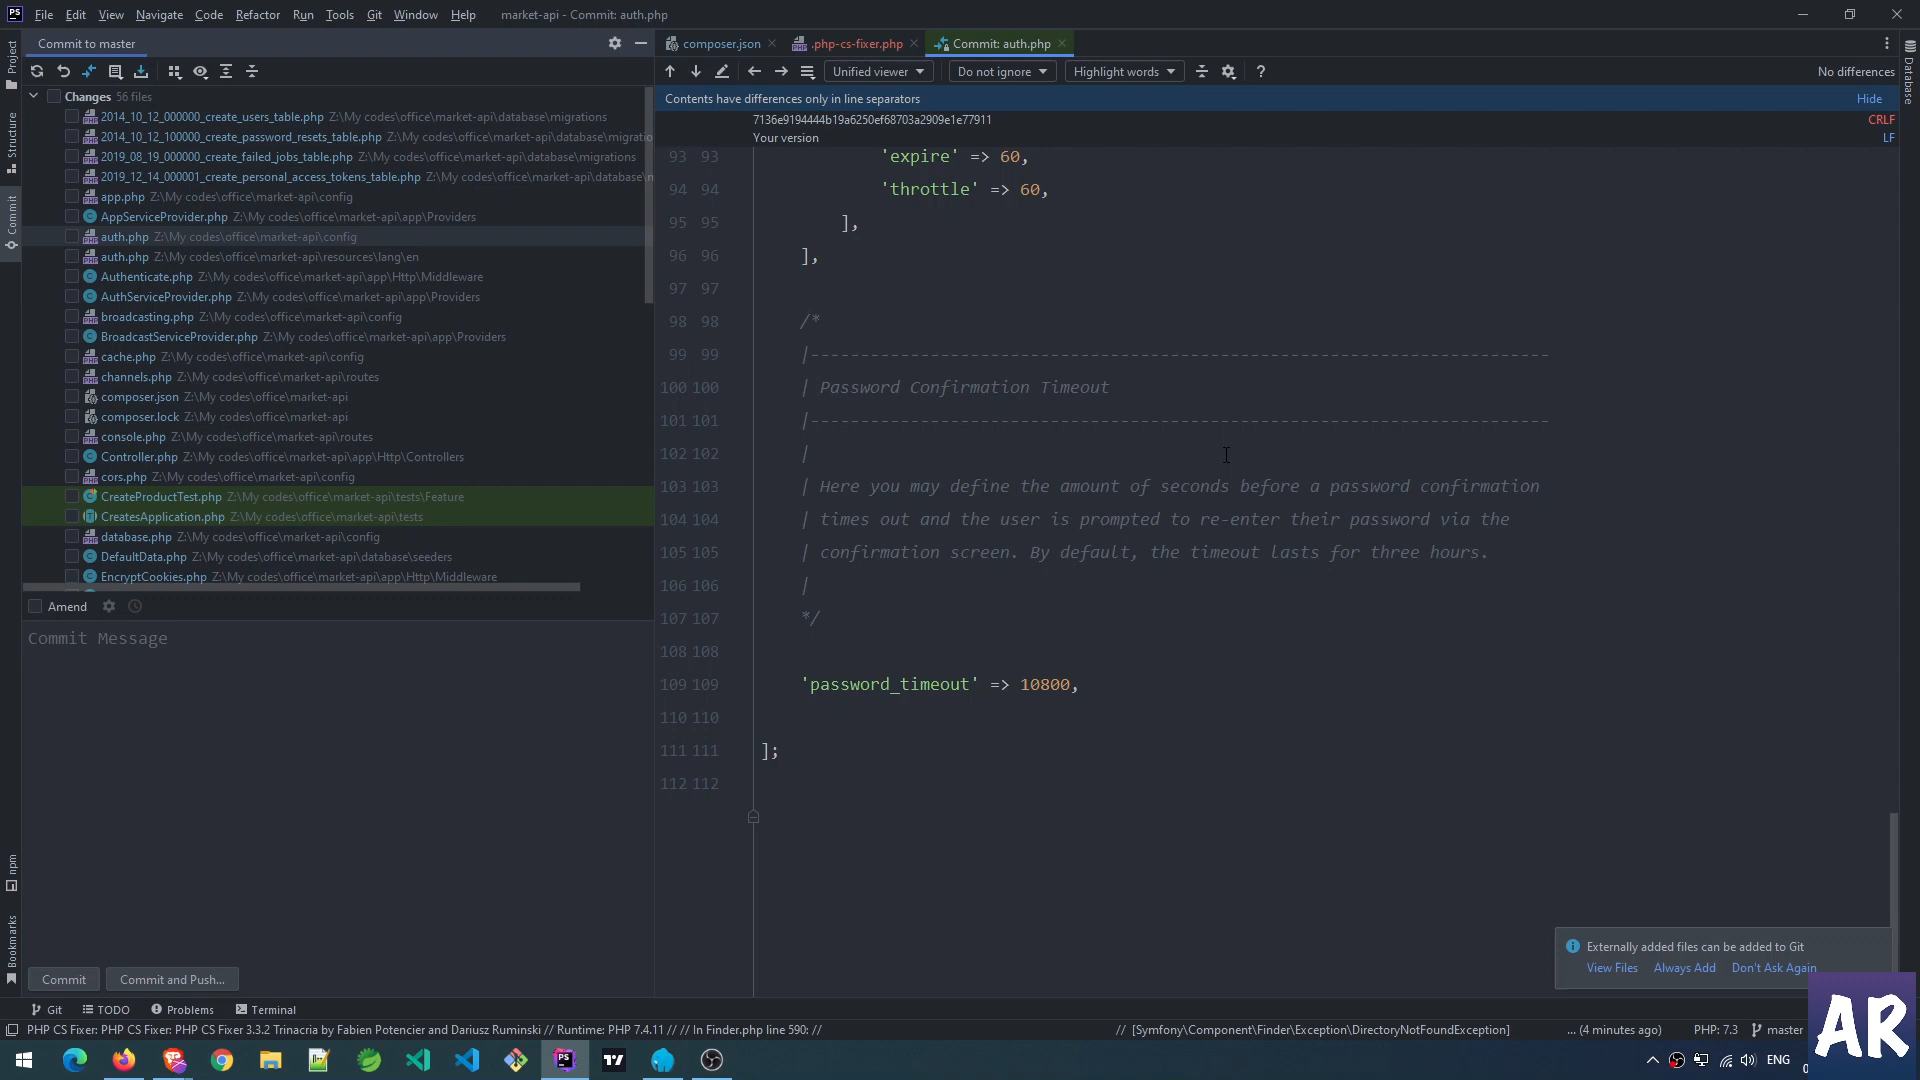 PS File Edit View Navigate Code Refactor Run Tools Git Window Help market-api - Commit: auth.php
Commit to master
composer.json
.php-cs-fixer.php
Commit: auth.php
Unified viewer Do not ignore Highlight words ? No differences
Contents have differences only in line separators Hide
7136e9194444b19a6250ef68703a2909e1e77911 CRLF
Your version LF
Project
Structure
Commit
npm
Bookmarks
Database
Changes 56 files
2014_10_12_000000_create_users_table.php Z:\My codes\office\market-api\database\migrations
2014_10_12_100000_create_password_resets_table.php Z:\My codes\office\market-api\database\migratio
2019_08_19_000000_create_failed_jobs_table.php Z:\My codes\office\market-api\database\migrations
2019_12_14_000001_create_personal_access_tokens_table.php Z:\My codes\office\market-api\database\m
app.php Z:\My codes\office\market-api\config
AppServiceProvider.php Z:\My codes\office\market-api\app\Providers
auth.php Z:\My codes\office\market-api\config
auth.php Z:\My codes\office\market-api\resources\lang\en
Authenticate.php Z:\My codes\office\market-api\app\Http\Middleware
AuthServiceProvider.php Z:\My codes\office\market-api\app\Providers
broadcasting.php Z:\My codes\office\market-api\config
BroadcastServiceProvider.php Z:\My codes\office\market-api\app\Providers
cache.php Z:\My codes\office\market-api\config
channels.php Z:\My codes\office\market-api\routes
composer.json Z:\My codes\office\market-api
composer.lock Z:\My codes\office\market-api
console.php Z:\My codes\office\market-api\routes
Controller.php Z:\My codes\office\market-api\app\Http\Controllers
cors.php Z:\My codes\office\market-api\config
CreateProductTest.php Z:\My codes\office\market-api\tests\Feature
CreatesApplication.php Z:\My codes\office\market-api\tests
database.php Z:\My codes\office\market-api\config
DefaultData.php Z:\My codes\office\market-api\database\seeders
EncryptCookies.php Z:\My codes\office\market-api\app\Http\Middleware
Amend
Commit Message
Commit Commit and Push...
93 93 'expire' => 60,
94 94 'throttle' => 60,
95 95 ],
96 96 ],
97 97
98 98 /*
99 99 |--------------------------------------------------------------------------
100 100 | Password Confirmation Timeout
101 101 |--------------------------------------------------------------------------
102 102 |
103 103 | Here you may define the amount of seconds before a password confirmation
104 104 | times out and the user is prompted to re-enter their password via the
105 105 | confirmation screen. By default, the timeout lasts for three hours.
106 106 |
107 107 */
108 108
109 109 'password_timeout' => 10800,
110 110
111 111 ];
112 112
Externally added files can be added to Git
View Files Always Add Don't Ask Again
Git TODO Problems Terminal
PHP CS Fixer: PHP CS Fixer: PHP CS Fixer 3.3.2 Trinacria by Fabien Potencier and Dariusz Ruminski // Runtime: PHP 7.4.11 // // In Finder.php line 590: // // [Symfony\Component\Finder\Exception\DirectoryNotFoundException] ... (4 minutes ago) PHP: 7.3 master
PS
ENG
AR